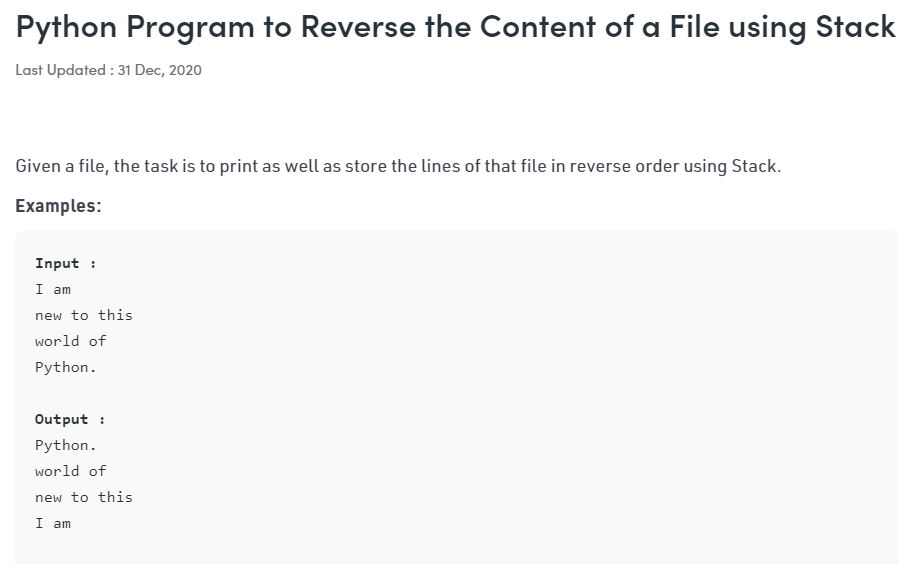 Python Program to Reverse the Content of a File using Stack
Last Updated : 31 Dec, 2020
Given a file, the task is to print as well as store the lines of that file in reverse order using Stack.
Examples:
Input :
I am
new to this
world of
Python.
Output :
Python.
world of
new to this
I am